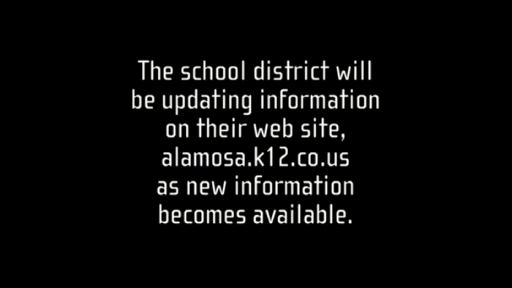 The school district will
be updating information
on their web site,
alamosa.k12.co.us
as new information
becomes available.